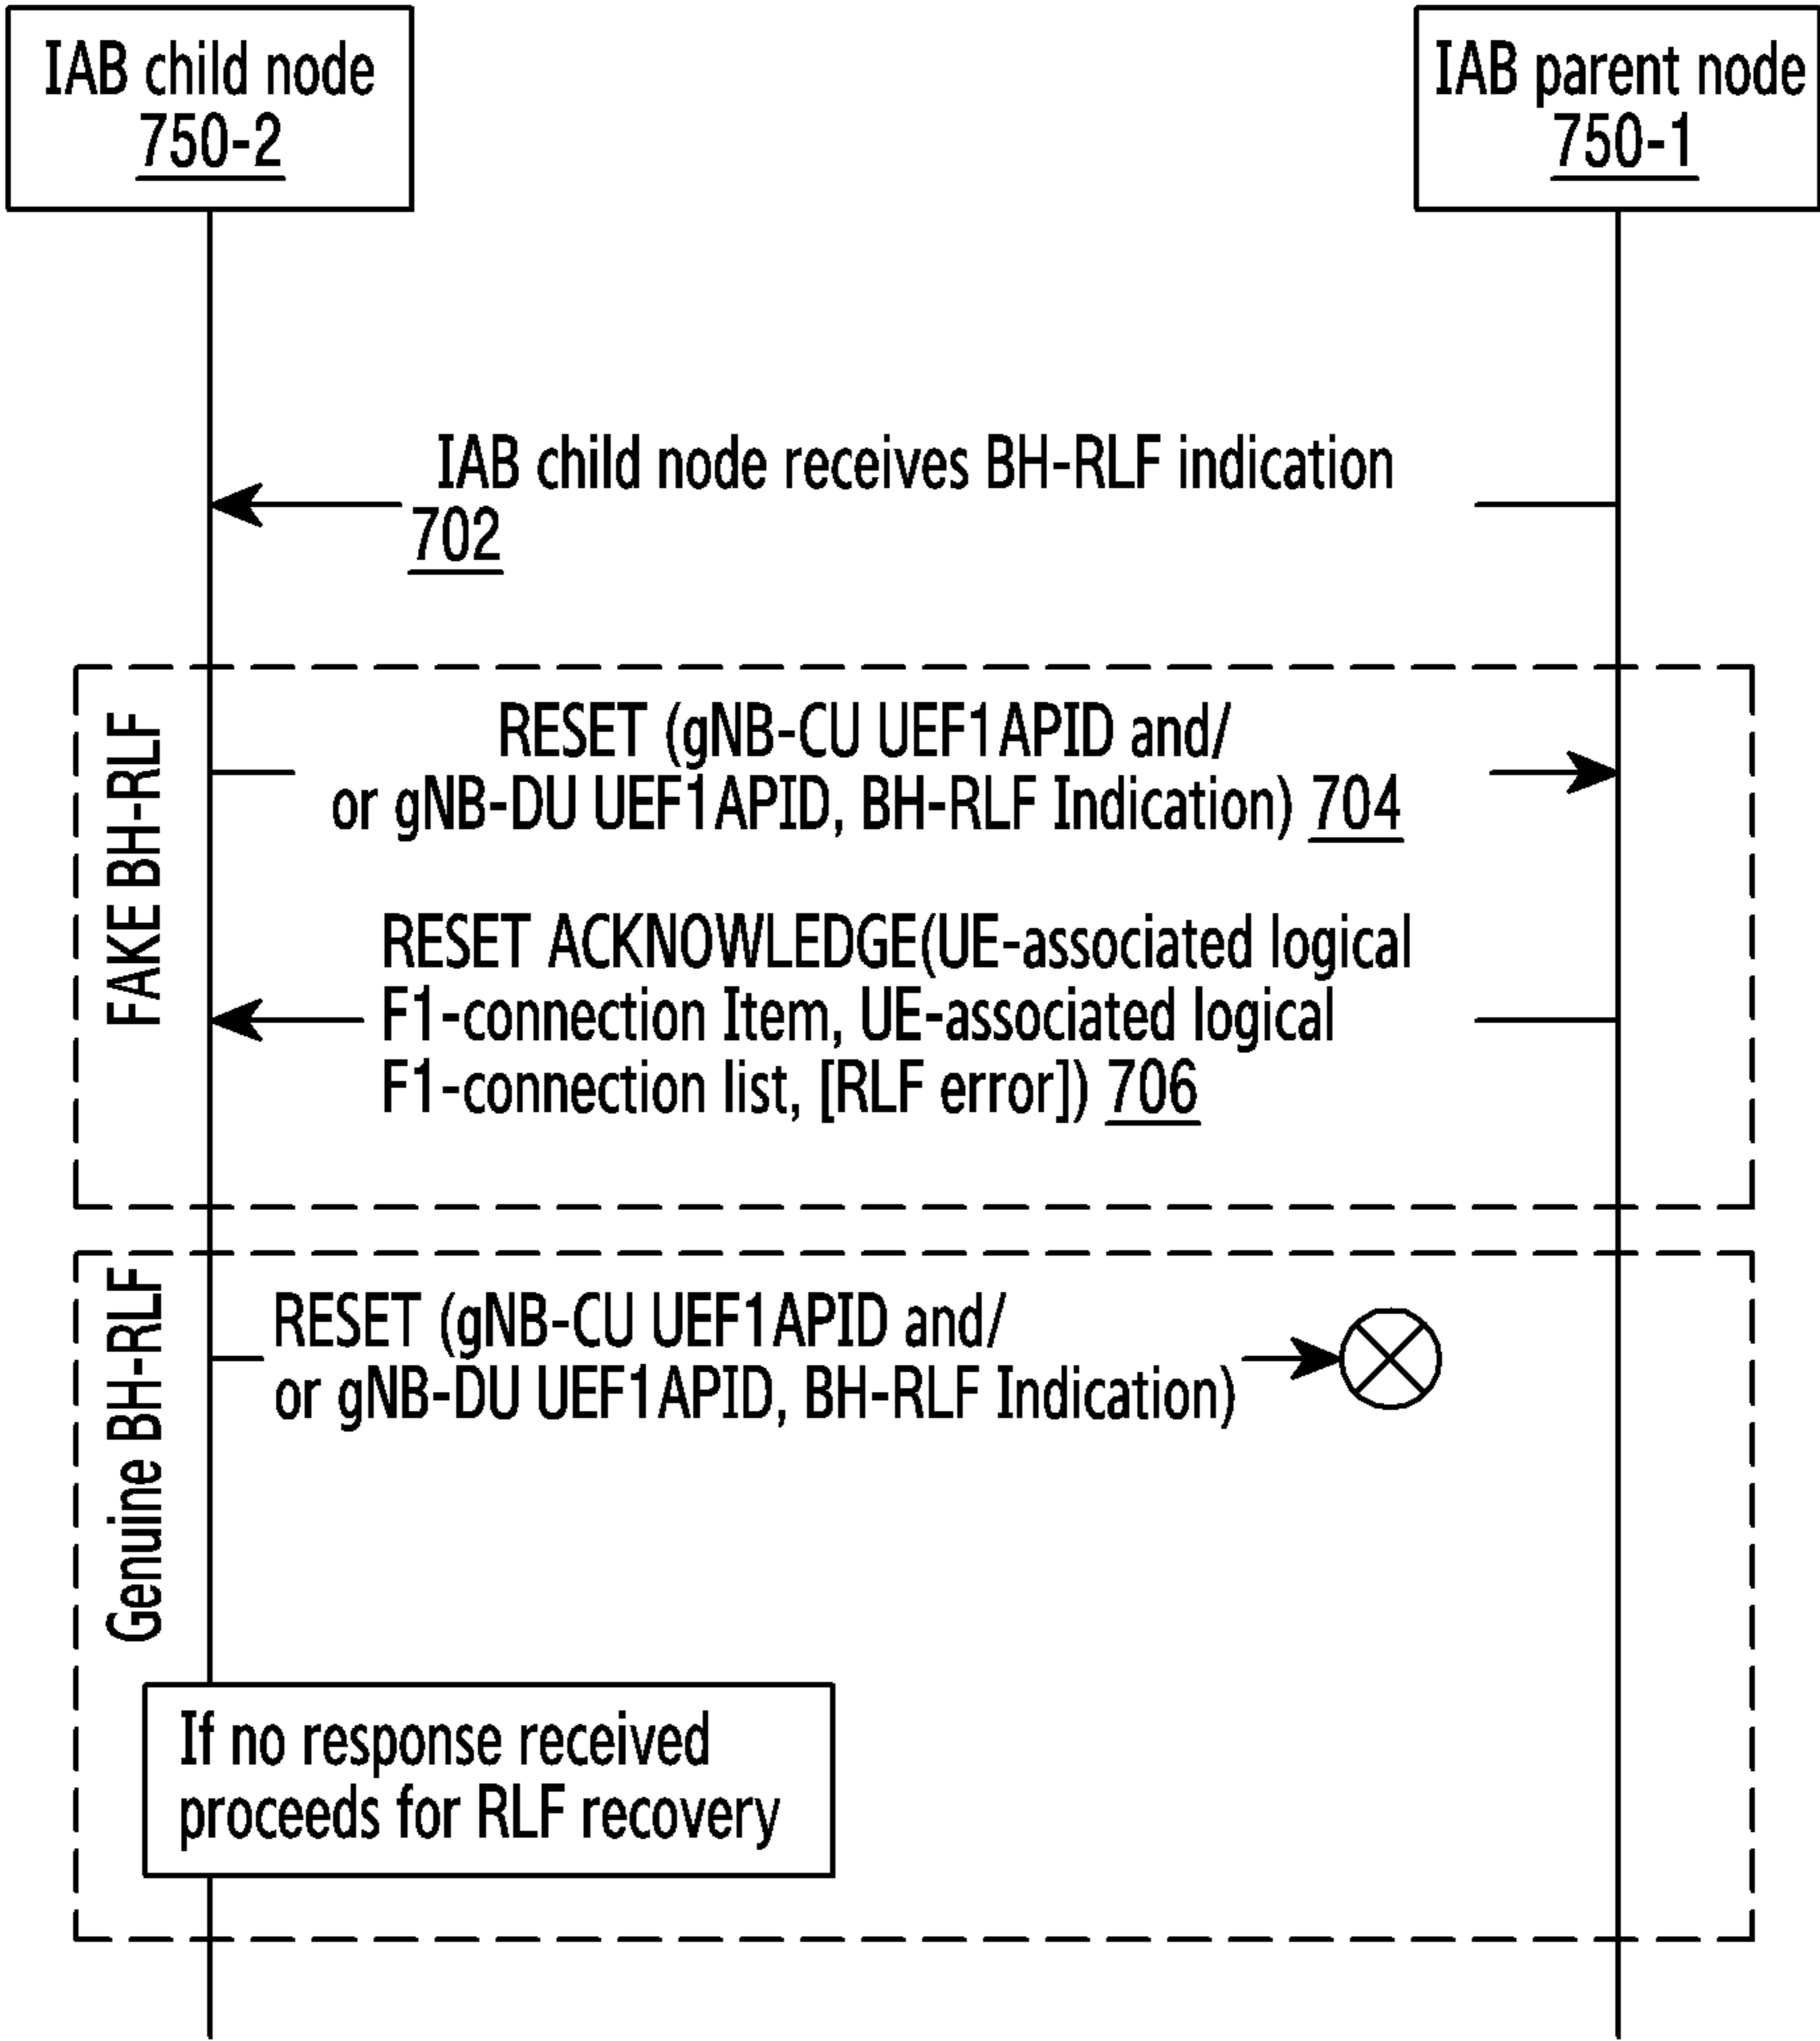 IAB child node
750-2
IAB parent node
750-1
IAB child node receives BH-RLF indication
702
FAKE BH-RLF
RESET (gNB-CU UEF1APID and/
or gNB-DU UEF1APID, BH-RLF Indication) 704
RESET ACKNOWLEDGE(UE-associated logical
F1-connection Item, UE-associated logical
F1-connection list, [RLF error]) 706
Genuine BH-RLF
RESET (gNB-CU UEF1APID and/
or gNB-DU UEF1APID, BH-RLF Indication)
If no response received
proceeds for RLF recovery